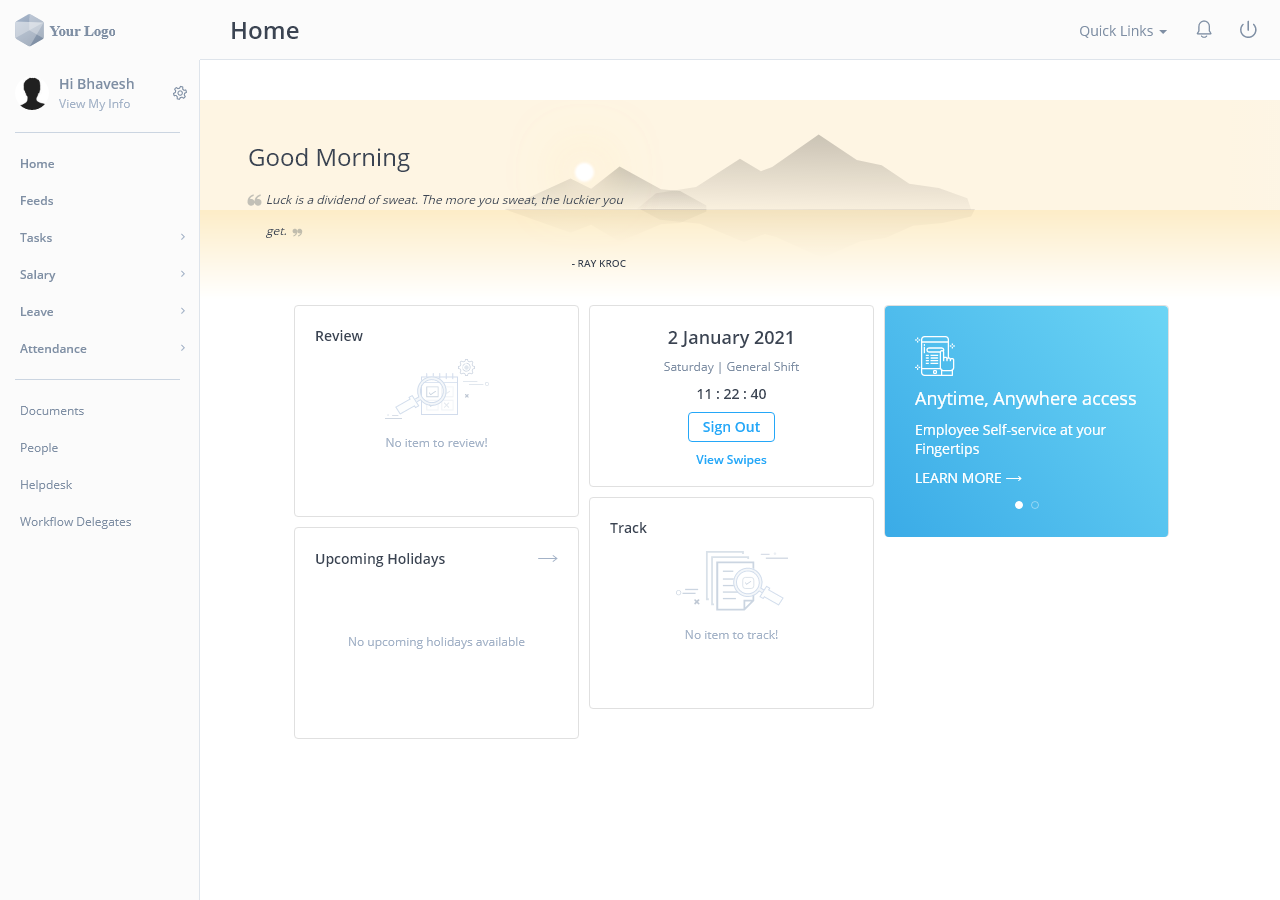 Your Logo
Home
Quick Links
Hi Bhavesh
View My Info
Home
Feeds
Tasks
Salary
Leave
Attendance
Documents
People
Helpdesk
Workflow Delegates
Good Morning
❝ Luck is a dividend of sweat. The more you sweat, the luckier you
get. ❞
- RAY KROC
Review
No item to review!
Upcoming Holidays
No upcoming holidays available
2 January 2021
Saturday | General Shift
11 : 22 : 40
Sign Out
View Swipes
Track
No item to track!
Anytime, Anywhere access
Employee Self-service at your
Fingertips
LEARN MORE ⟶